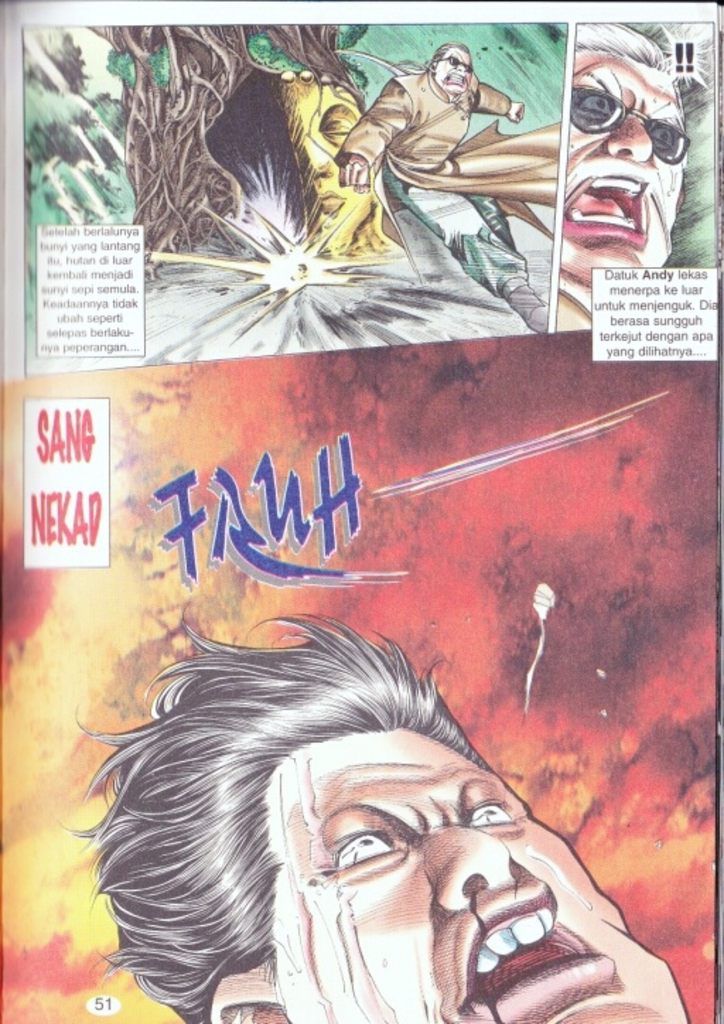 Setelah berlalunya
bunyi yang lantang
itu, hutan di luar
kembali menjadi
sunyi sepi semula.
Keadaannya tidak
ubah seperti
selepas berlaku-
nya peperangan....
!!
Datuk Andy lekas
menerpa ke luar
untuk menjenguk. Dia
berasa sungguh
terkejut dengan apa
yang dilihatnya....
SANG
NEKAD
FRUH
51